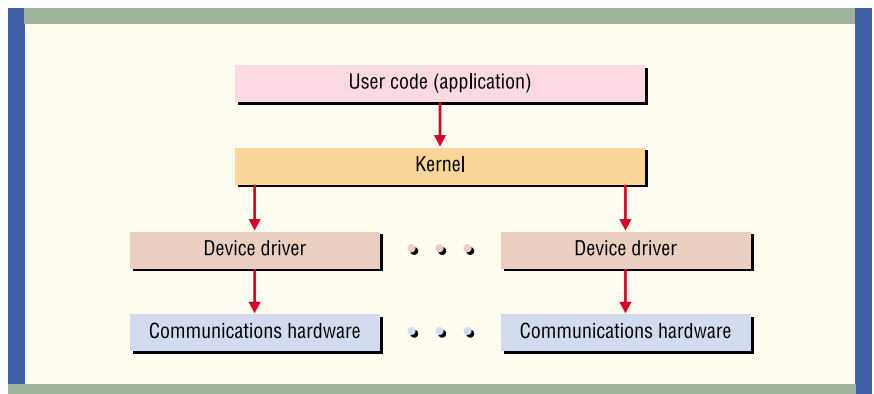 User code (application)
Kernel
Device driver
Device driver
Communications hardware
Communications hardware